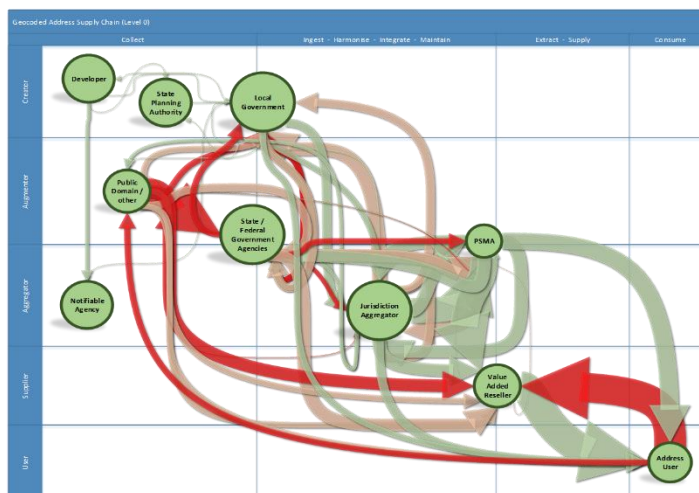 Geocoded Address Supply Chain (Level 0)
Collect
Ingest - Harmonise - Integrate - Maintain
Extract - Supply
Consume
Creator
Augmenter
Aggregator
Supplier
User
Developer
State
Planning
Authority
Local
Government
Public
Domain /
other
State /
Federal
Government
Agencies
PSMA
Notifiable
Agency
Jurisdiction
Aggregator
Value
Added
Reseller
Address
User